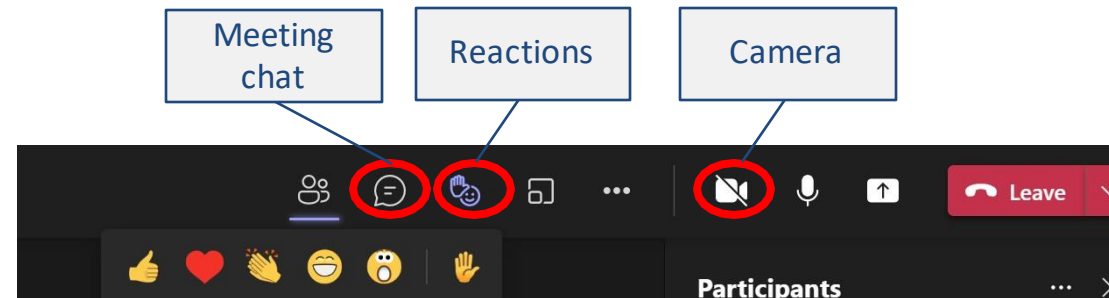 Meeting
chat
Reactions
Camera
Leave
Participants